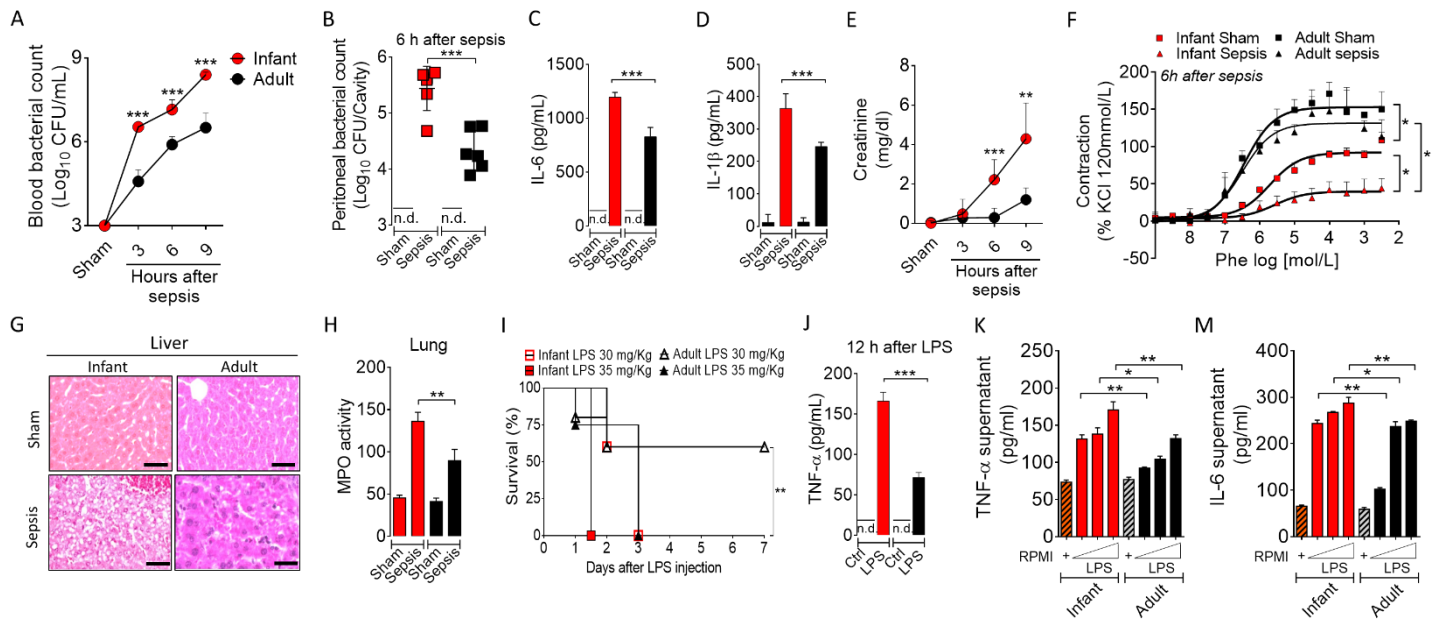 A
Blood bacterial count
(Log10 CFU/mL)
9
6
3
***
***
***
Infant
Adult
Sham
3
6
9
Hours after
sepsis
B
6 h after sepsis
Peritoneal bacterial count
(Log10 CFU/Cavity)
6
5
4
3
***
n.d.
n.d.
Sham
Sepsis
Sham
Sepsis
C
IL-6 (pg/mL)
1500
1000
500
0
***
n.d.
n.d.
Sham
Sepsis
Sham
Sepsis
D
IL-1β (pg/mL)
500
400
300
200
100
0
***
Sham
Sepsis
Sham
Sepsis
E
Creatinine
(mg/dl)
8
6
4
2
0
***
**
Sham
3
6
9
Hours after
sepsis
F
Infant Sham
Adult Sham
Infant Sepsis
Adult sepsis
6h after sepsis
Contraction
(% KCl 120mmol/L)
200
150
100
50
0
-50
8
7
6
5
4
3
2
Phe log [mol/L]
*
*
*
G
Liver
Infant
Adult
Sham
Sepsis
H
Lung
MPO activity
200
150
100
50
0
**
Sham
Sepsis
Sham
Sepsis
I
Infant LPS 30 mg/Kg
Adult LPS 30 mg/Kg
Infant LPS 35 mg/Kg
Adult LPS 35 mg/Kg
Survival (%)
100
75
50
25
0
0
1
2
3
4
5
6
7
Days after LPS injection
**
J
12 h after LPS
TNF-α (pg/mL)
200
150
100
50
0
***
n.d.
n.d.
Ctrl
LPS
Ctrl
LPS
K
TNF-α supernatant
pg/ml)
250
200
150
100
50
0
**
*
**
RPMI
+
+
LPS
LPS
Infant
Adult
M
IL-6 supernatant
(pg/ml)
400
300
200
100
0
**
*
**
RPMI
+
+
LPS
LPS
Infant
Adult